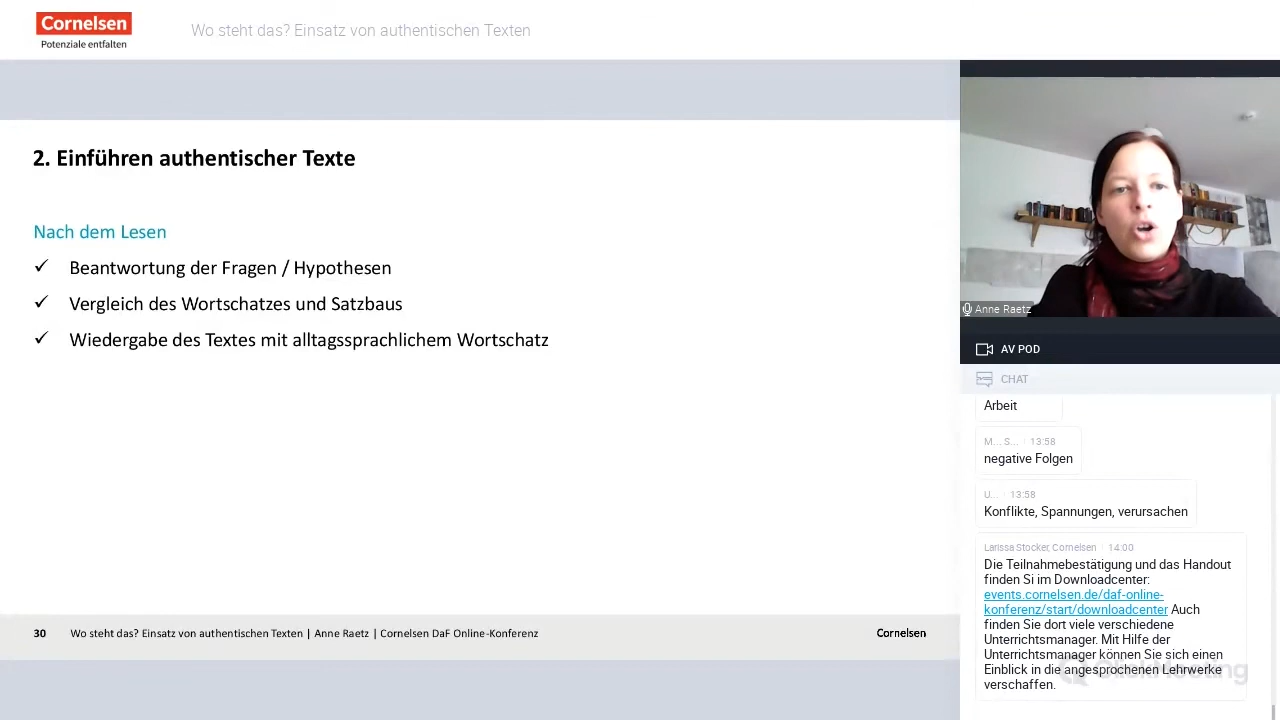 Cornelsen
Potenziale entfalten
Wo steht das? Einsatz von authentischen Texten
2. Einführen authentischer Texte
Nach dem Lesen
✓ Beantwortung der Fragen / Hypothesen
✓ Vergleich des Wortschatzes und Satzbaus
✓ Wiedergabe des Textes mit alltagssprachlichem Wortschatz
30 Wo steht das? Einsatz von authentischen Texten | Anne Raetz | Cornelsen DaF Online-Konferenz
Cornelsen
Anne Raetz
AV POD
CHAT
Arbeit
M... S... 13:58
negative Folgen
U... 13:58
Konflikte, Spannungen, verursachen
Larissa Stocker, Cornelsen 14:00
Die Teilnahmebestätigung und das Handout
finden Si im Downloadcenter:
events.cornelsen.de/daf-online-
konferenz/start/downloadcenter Auch
finden Sie dort viele verschiedene
Unterrichtsmanager. Mit Hilfe der
Unterrichtsmanager können Sie sich einen
Einblick in die angesprochenen Lehrwerke
verschaffen.
ClickMeeting